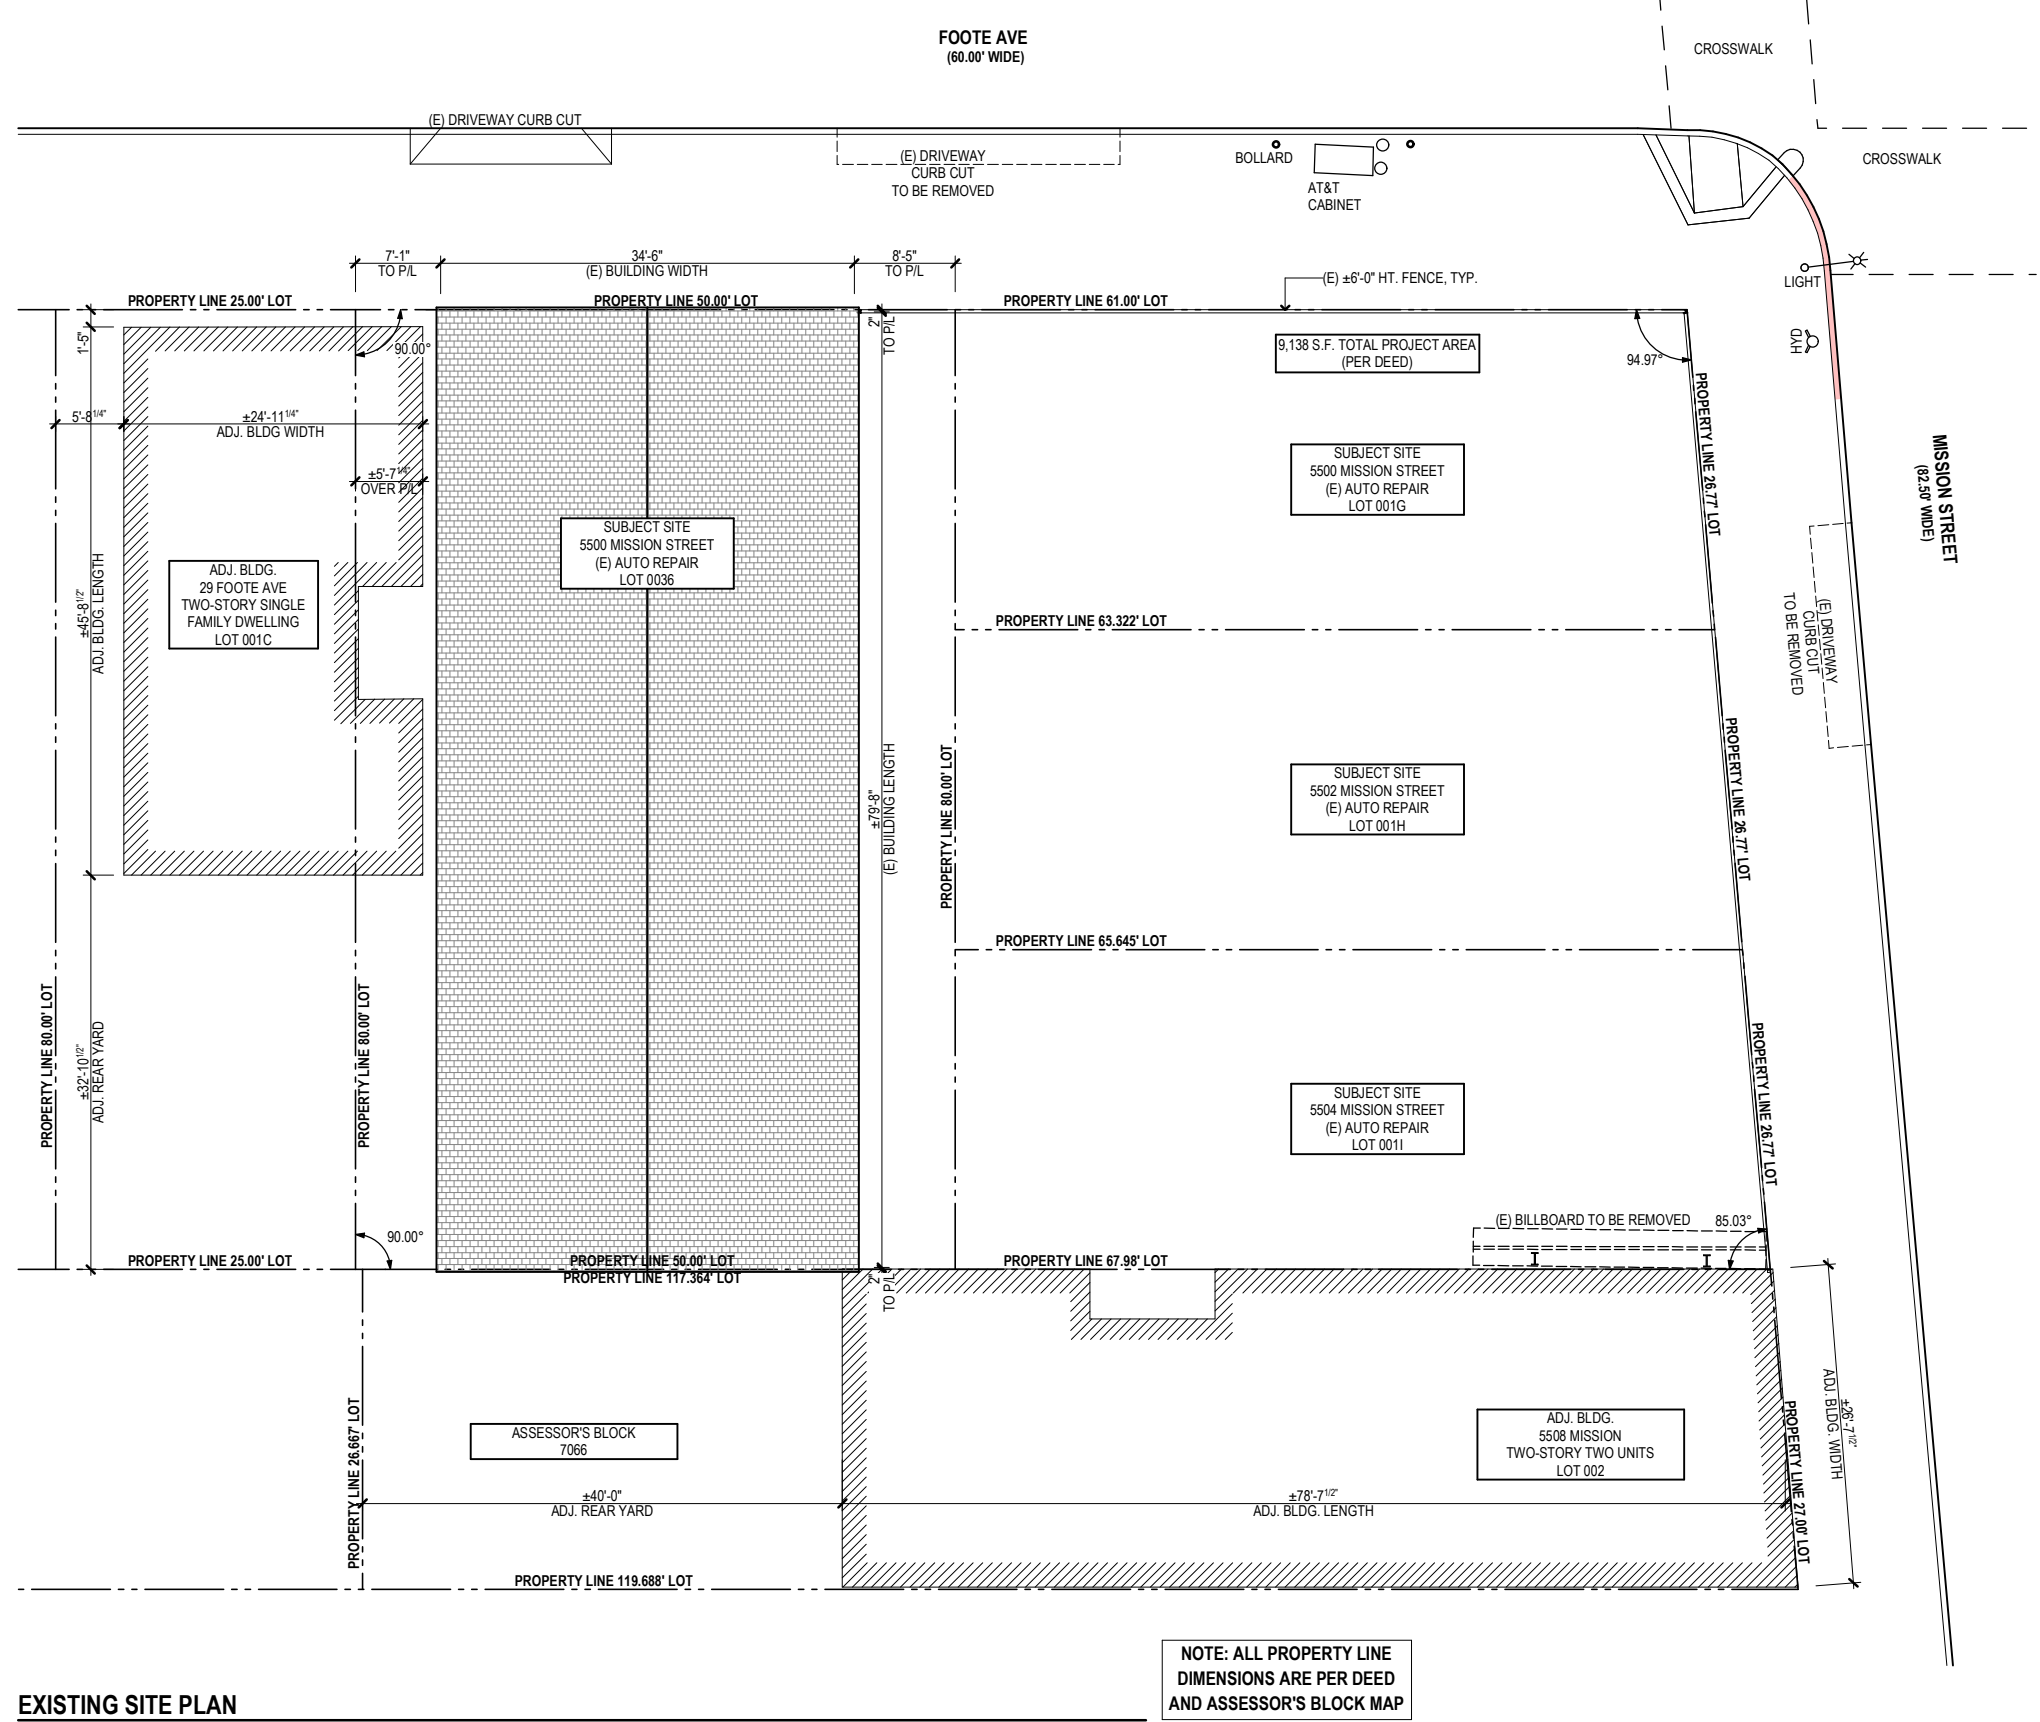 FOOTE AVE
(60.00' WIDE)
CROSSWALK
(E) DRIVEWAY CURB CUT
(E) DRIVEWAY
CURB CUT
TO BE REMOVED
BOLLARD
AT&T
CABINET
CROSSWALK
7'-1"
TO P/L
34'-6"
(E) BUILDING WIDTH
8'-5"
TO P/L
(E) ±6'-0" HT. FENCE, TYP.
LIGHT
HYD
PROPERTY LINE 25.00' LOT
PROPERTY LINE 50.00' LOT
PROPERTY LINE 61.00' LOT
1'-5"
2"
TO P/L
90.00°
9,138 S.F. TOTAL PROJECT AREA
(PER DEED)
94.97°
PROPERTY LINE 26.77' LOT
MISSION STREET
(82.50' WIDE)
5'-8 1/4"
±24'-11 1/4"
ADJ. BLDG WIDTH
±5'-7 1/4"
OVER P/L
SUBJECT SITE
5500 MISSION STREET
(E) AUTO REPAIR
LOT 001G
SUBJECT SITE
5500 MISSION STREET
(E) AUTO REPAIR
LOT 0036
ADJ. BLDG.
29 FOOTE AVE
TWO-STORY SINGLE
FAMILY DWELLING
LOT 001C
±45'-8 1/2"
ADJ. BLDG. LENGTH
PROPERTY LINE 63.322' LOT
(E) DRIVEWAY
CURB CUT
TO BE REMOVED
±79'-8"
(E) BUILDING LENGTH
PROPERTY LINE 80.00' LOT
SUBJECT SITE
5502 MISSION STREET
(E) AUTO REPAIR
LOT 001H
PROPERTY LINE 26.77' LOT
PROPERTY LINE 65.645' LOT
PROPERTY LINE 80.00' LOT
±32'-10 1/2"
ADJ. REAR YARD
PROPERTY LINE 80.00' LOT
SUBJECT SITE
5504 MISSION STREET
(E) AUTO REPAIR
LOT 001I
PROPERTY LINE 26.77' LOT
(E) BILLBOARD TO BE REMOVED
85.03°
90.00°
PROPERTY LINE 25.00' LOT
PROPERTY LINE 50.00' LOT
PROPERTY LINE 117.364' LOT
2"
TO P/L
PROPERTY LINE 67.98' LOT
PROPERTY LINE 26.667' LOT
ASSESSOR'S BLOCK
7066
±40'-0"
ADJ. REAR YARD
±78'-7 1/2"
ADJ. BLDG. LENGTH
ADJ. BLDG.
5508 MISSION
TWO-STORY TWO UNITS
LOT 002
PROPERTY LINE 27.00' LOT
±26'-7 1/2"
ADJ. BLDG. WIDTH
PROPERTY LINE 119.688' LOT
NOTE: ALL PROPERTY LINE
DIMENSIONS ARE PER DEED
AND ASSESSOR'S BLOCK MAP
EXISTING SITE PLAN